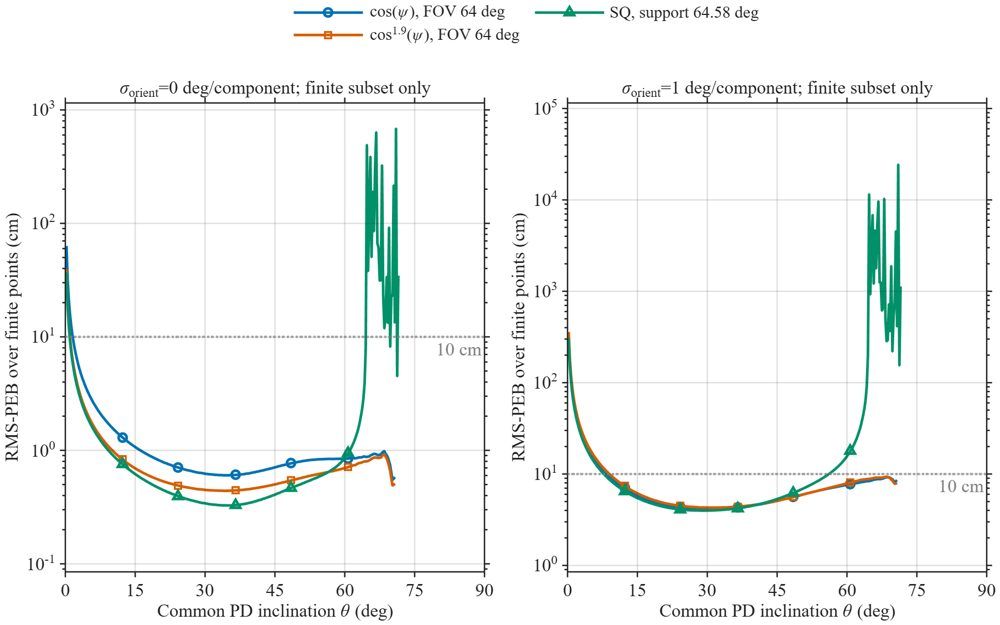 cos(ψ), FOV 64 deg
cos^1.9(ψ), FOV 64 deg
SQ, support 64.58 deg
σ_orient=0 deg/component; finite subset only
RMS-PEB over finite points (cm)
10^3
10^2
10^1
10^0
10^-1
10 cm
0 15 30 45 60 75 90
Common PD inclination θ (deg)
σ_orient=1 deg/component; finite subset only
RMS-PEB over finite points (cm)
10^5
10^4
10^3
10^2
10^1
10^0
10 cm
0 15 30 45 60 75 90
Common PD inclination θ (deg)